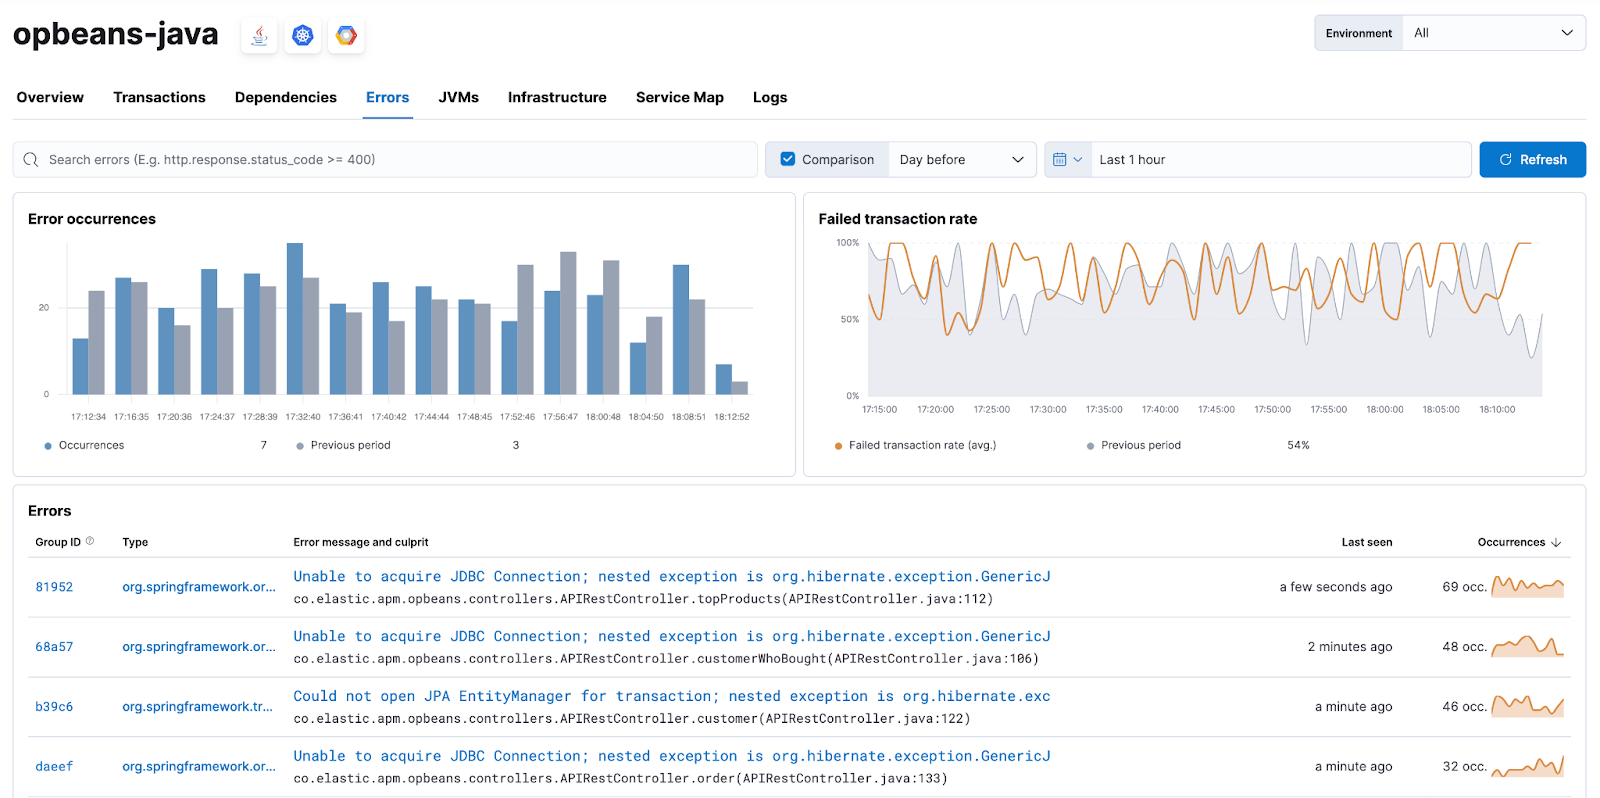 opbeans-java
Environment All
Overview Transactions Dependencies Errors JVMs Infrastructure Service Map Logs
Search errors (E.g. http.response.status_code >= 400) Comparison Day before Last 1 hour Refresh
Error occurrences
20
0
17:12:34 17:16:35 17:20:36 17:24:37 17:28:39 17:32:40 17:36:41 17:40:42 17:44:44 17:48:45 17:52:46 17:56:47 18:00:48 18:04:50 18:08:51 18:12:52
Occurrences 7 Previous period 3
Failed transaction rate
100%
50%
0%
17:15:00 17:20:00 17:25:00 17:30:00 17:35:00 17:40:00 17:45:00 17:50:00 17:55:00 18:00:00 18:05:00 18:10:00
Failed transaction rate (avg.) Previous period 54%
Errors
Group ID Type Error message and culprit Last seen Occurrences
81952 org.springframework.or... Unable to acquire JDBC Connection; nested exception is org.hibernate.exception.GenericJ a few seconds ago 69 occ.
co.elastic.apm.opbeans.controllers.APIRestController.topProducts(APIRestController.java:112)
68a57 org.springframework.or... Unable to acquire JDBC Connection; nested exception is org.hibernate.exception.GenericJ 2 minutes ago 48 occ.
co.elastic.apm.opbeans.controllers.APIRestController.customerWhoBought(APIRestController.java:106)
b39c6 org.springframework.tr... Could not open JPA EntityManager for transaction; nested exception is org.hibernate.exc a minute ago 46 occ.
co.elastic.apm.opbeans.controllers.APIRestController.customer(APIRestController.java:122)
daeef org.springframework.or... Unable to acquire JDBC Connection; nested exception is org.hibernate.exception.GenericJ a minute ago 32 occ.
co.elastic.apm.opbeans.controllers.APIRestController.order(APIRestController.java:133)